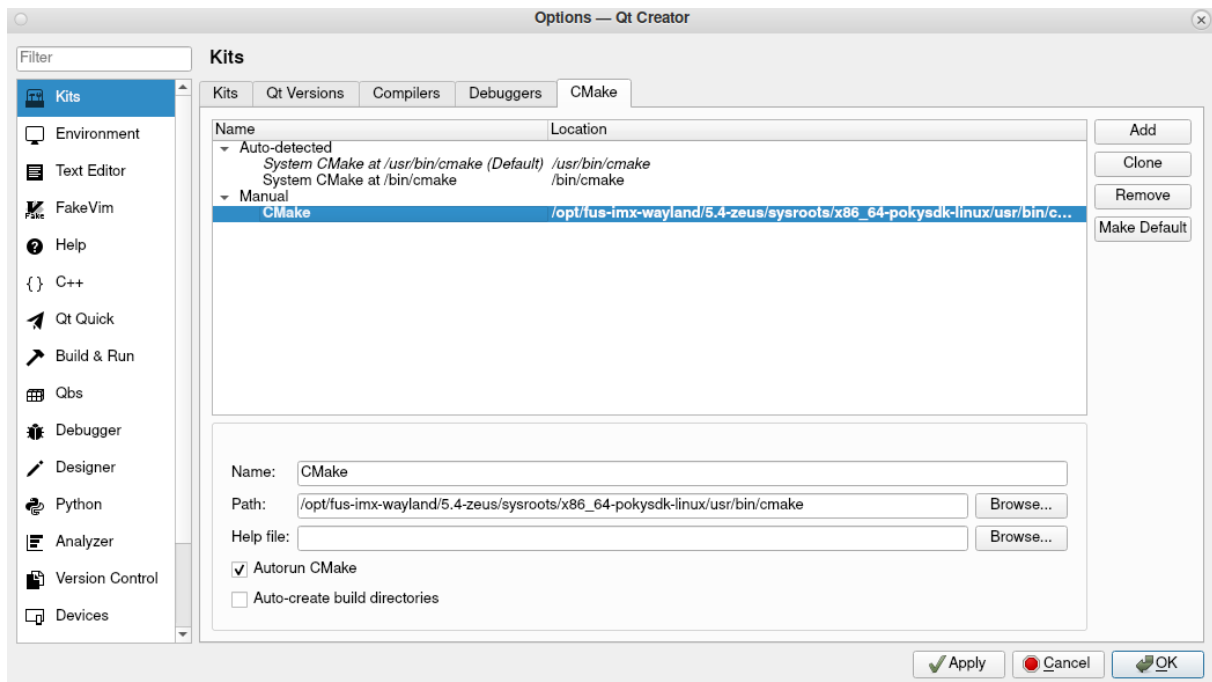 Options — Qt Creator
Filter
Kits
Environment
Text Editor
FakeVim
Help
{ } C++
Qt Quick
Build & Run
Qbs
Debugger
Designer
Python
Analyzer
Version Control
Devices
Kits
Kits Qt Versions Compilers Debuggers CMake
Name Location
Auto-detected
System CMake at /usr/bin/cmake (Default) /usr/bin/cmake
System CMake at /bin/cmake /bin/cmake
Manual
CMake /opt/fus-imx-wayland/5.4-zeus/sysroots/x86_64-pokysdk-linux/usr/bin/c...
Add
Clone
Remove
Make Default
Name: CMake
Path: /opt/fus-imx-wayland/5.4-zeus/sysroots/x86_64-pokysdk-linux/usr/bin/cmake Browse...
Help file: Browse...
Autorun CMake
Auto-create build directories
Apply Cancel OK